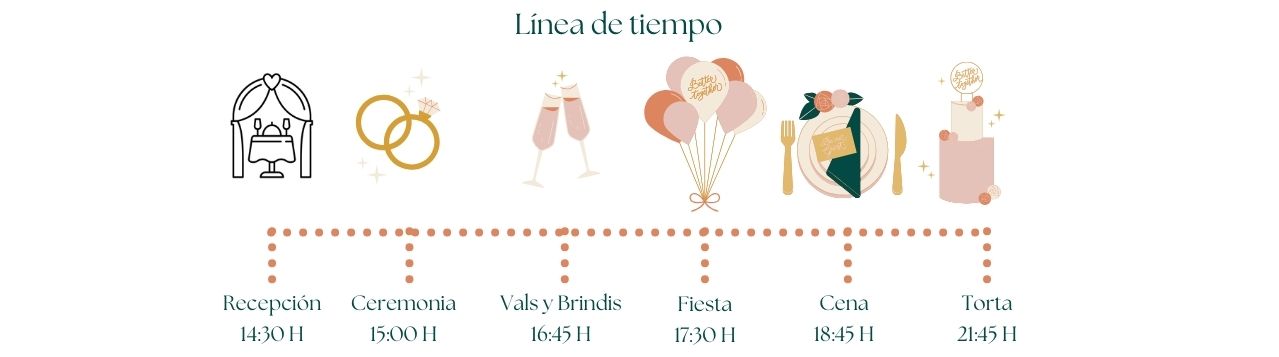 Línea de tiempo
Better
together
Better
together
Recepción
14:30 H
Ceremonia
15:00 H
Vals y Brindis
16:45 H
Fiesta
17:30 H
Cena
18:45 H
Torta
21:45 H